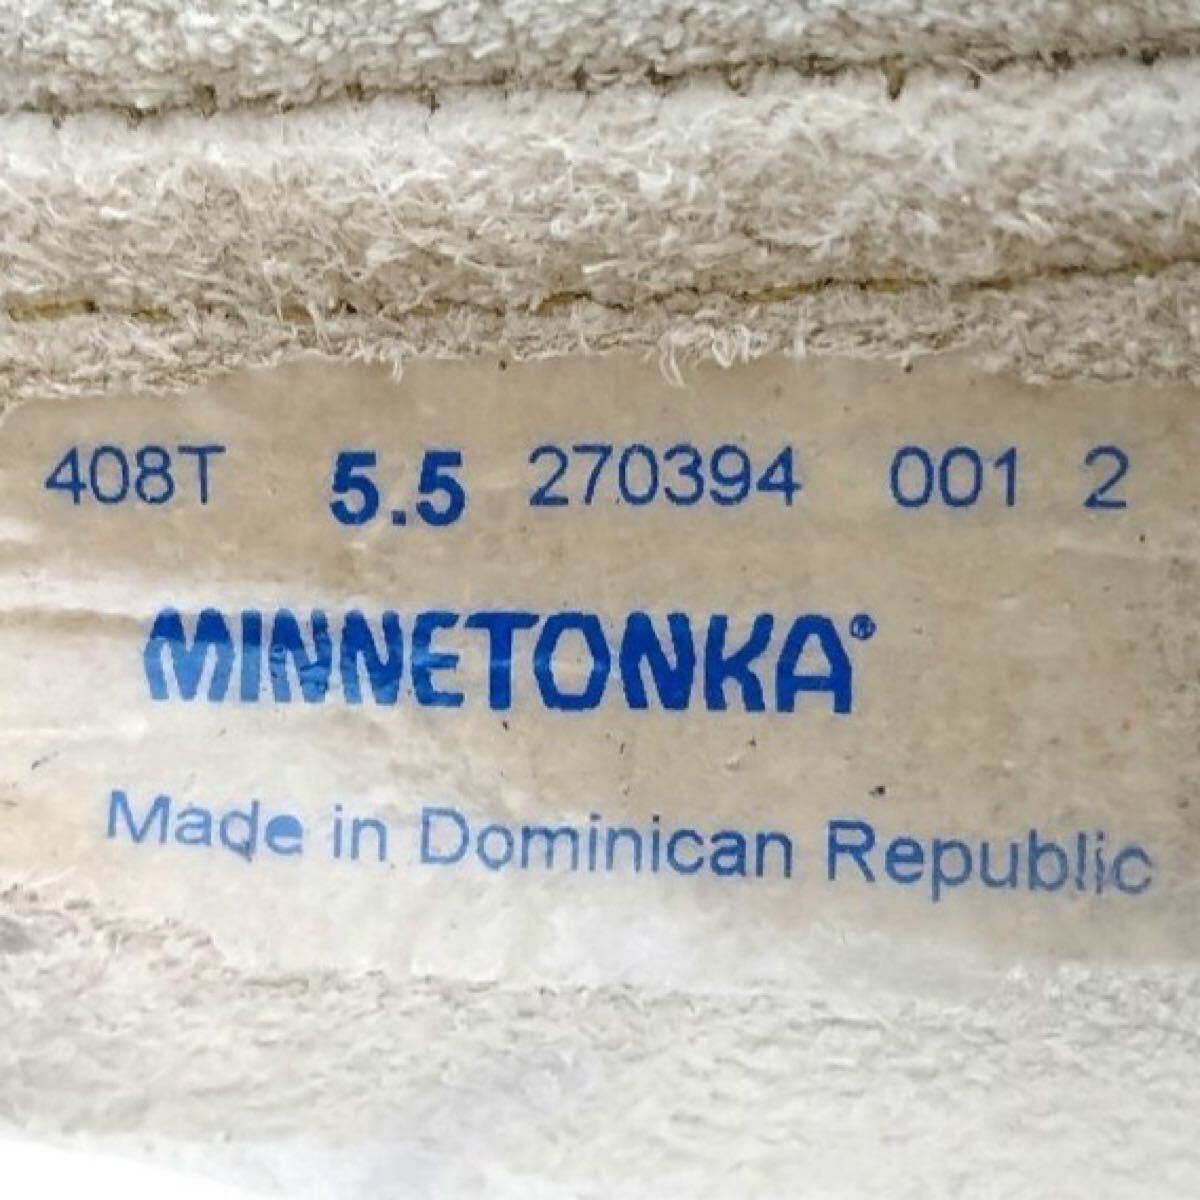 408T 5.5 270394 001 2
MINNETONKA®
Made in Dominican Republic